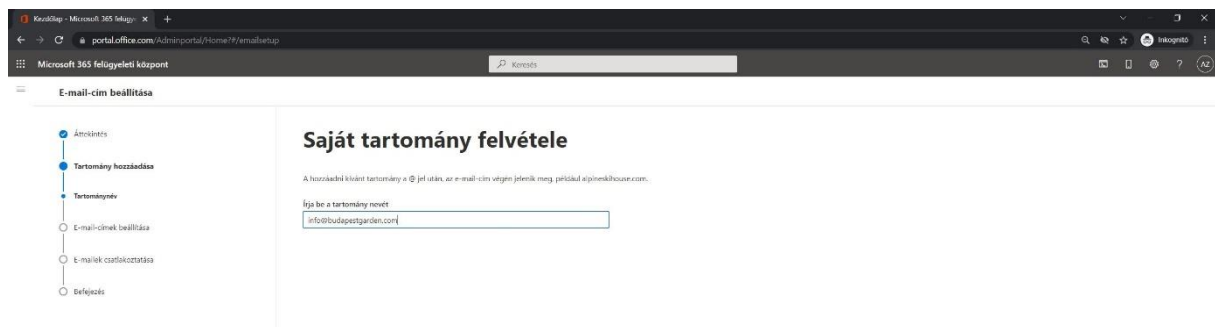 Kezdőlap - Microsoft 365 felügy
portal.office.com/Adminportal/Home?#/emailsetup
Inkognitó
Microsoft 365 felügyeleti központ
Keresés
AZ
E-mail-cím beállítása
Áttekintés
Tartomány hozzáadása
Tartománynév
E-mail-címek beállítása
E-mailek csatlakoztatása
Befejezés
Saját tartomány felvétele
A hozzáadni kívánt tartomány a @ jel után, az e-mail-cím végén jelenik meg, például alpineskihouse.com.
Írja be a tartomány nevét
info@budapestgarden.com